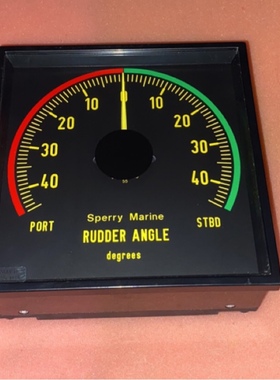 10 0 10
20 20
30 30
40 40
PORT STBD
Sperry Marine
RUDDER ANGLE
degrees